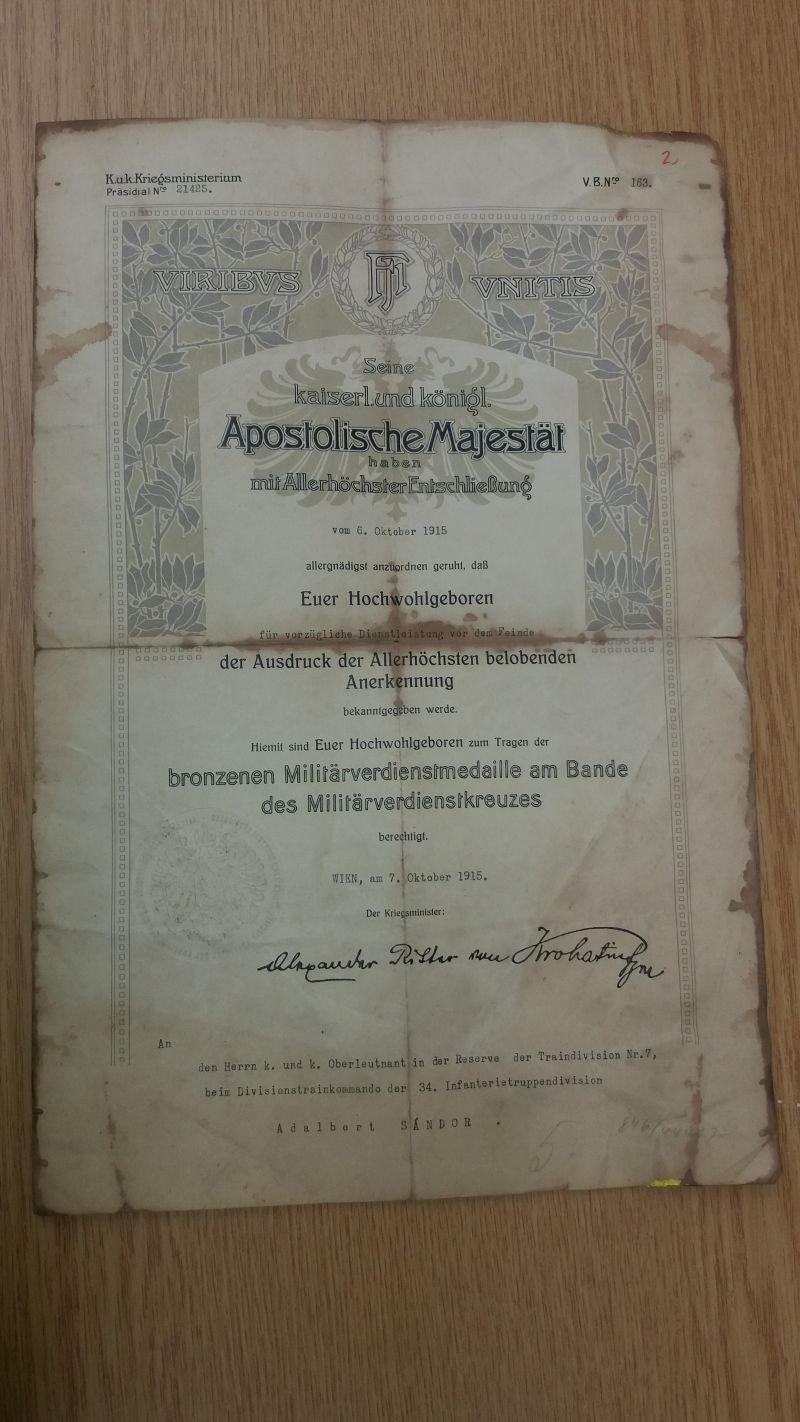 2
K.u.k.Kriegsministerium
Präsidial Nro 21425.
V.B.Nro 163.
VIRIBVS FJI VNITIS
Seine
kaiserl.und königl.
Apostolische Majestät
haben
mit Allerhöchster Entschließung
vom 6. Oktober 1915
allergnädigst anzuordnen geruht, daß
Euer Hochwohlgeboren
für vorzügliche Dienstleistung vor dem Feinde
der Ausdruck der Allerhöchsten belobenden
Anerkennung
bekanntgegeben werde.
Hiemit sind Euer Hochwohlgeboren zum Tragen der
bronzenen Militärverdienstmedaille am Bande
des Militärverdienstkreuzes
berechtigt.
WIEN, am 7. Oktober 1915.
Der Kriegsminister:
Alexander Ritter von Krobatin
An
den Herrn k. und k. Oberleutnant in der Reserve der Traindivision Nr.7,
beim Divisionstrainkommando der 34. Infanterietruppendivision
Adalbert SÁNDOR.